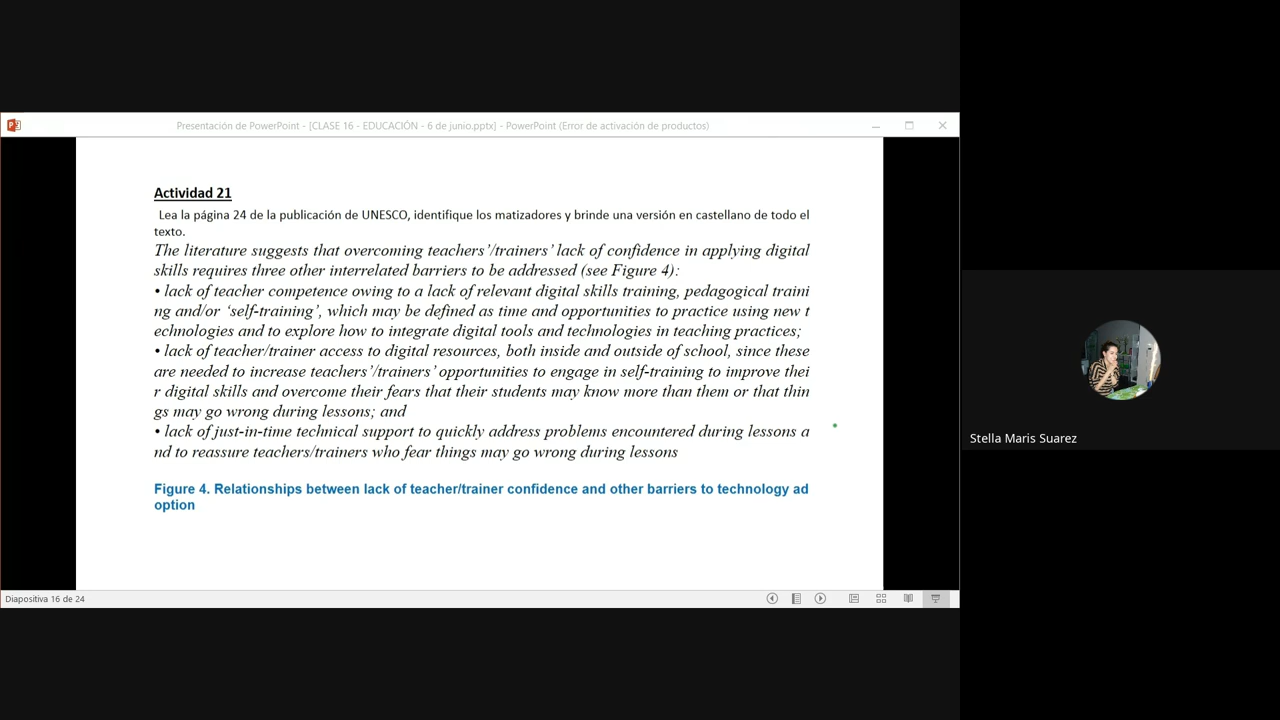 Presentación de PowerPoint - [CLASE 16 - EDUCACIÓN - 6 de junio.pptx] - PowerPoint (Error de activación de productos)
Actividad 21
Lea la página 24 de la publicación de UNESCO, identifique los matizadores y brinde una versión en castellano de todo el
texto.
The literature suggests that overcoming teachers’/trainers’ lack of confidence in applying digital
skills requires three other interrelated barriers to be addressed (see Figure 4):
• lack of teacher competence owing to a lack of relevant digital skills training, pedagogical traini
ng and/or ‘self-training’, which may be defined as time and opportunities to practice using new t
echnologies and to explore how to integrate digital tools and technologies in teaching practices;
• lack of teacher/trainer access to digital resources, both inside and outside of school, since these
are needed to increase teachers’/trainers’ opportunities to engage in self-training to improve thei
r digital skills and overcome their fears that their students may know more than them or that thin
gs may go wrong during lessons; and
• lack of just-in-time technical support to quickly address problems encountered during lessons a
nd to reassure teachers/trainers who fear things may go wrong during lessons
Figure 4. Relationships between lack of teacher/trainer confidence and other barriers to technology ad
option
Stella Maris Suarez
Diapositiva 16 de 24